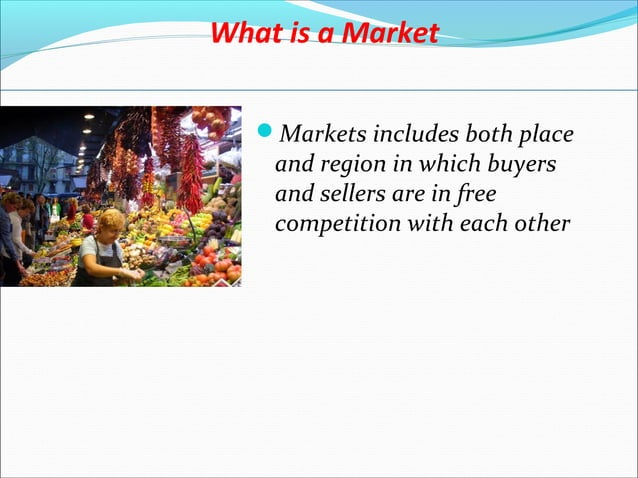 What is a Market
Markets includes both place
and region in which buyers
and sellers are in free
competition with each other